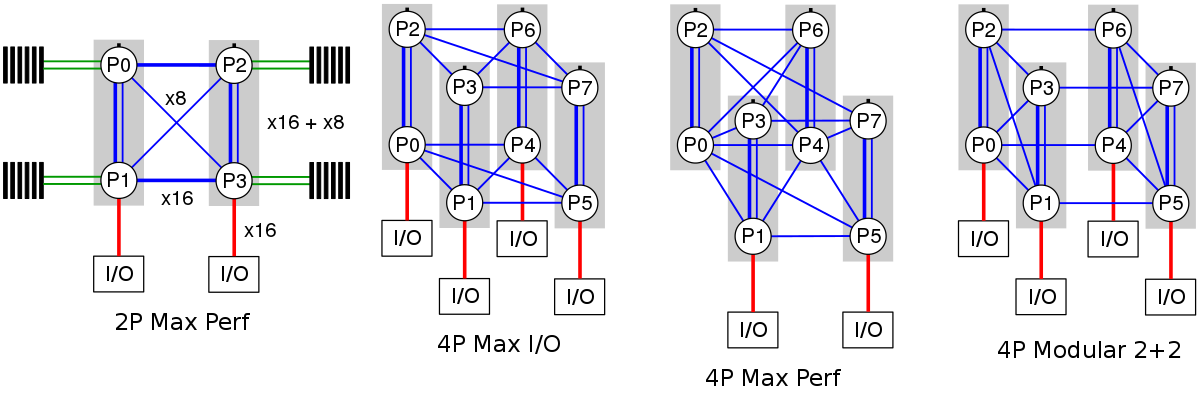 P0
P2
x8
x16 + x8
P1
P3
x16
x16
I/O
I/O
2P Max Perf
P2
P6
P3
P7
P0
P4
P1
P5
I/O
I/O
I/O
I/O
4P Max I/O
P2
P6
P3
P7
P0
P4
P1
P5
I/O
I/O
4P Max Perf
P2
P6
P3
P7
P0
P4
P1
P5
I/O
I/O
I/O
I/O
4P Modular 2+2